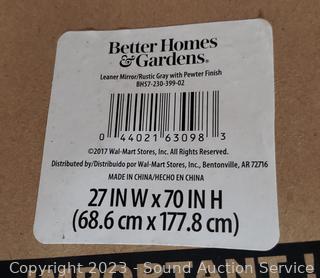 Better Homes
& Gardens®
Leaner Mirror/Rustic Gray with Pewter Finish
BH57-230-399-02
0 44021 63098 3
©2017 Wal-Mart Stores, Inc. All Rights Reserved.
Distributed by/Distribuido por Wal-Mart Stores, Inc., Bentonville, AR 72716
MADE IN CHINA/HECHO EN CHINA
27 IN W x 70 IN H
(68.6 cm x 177.8 cm)
Copyright 2023 - Sound Auction Service